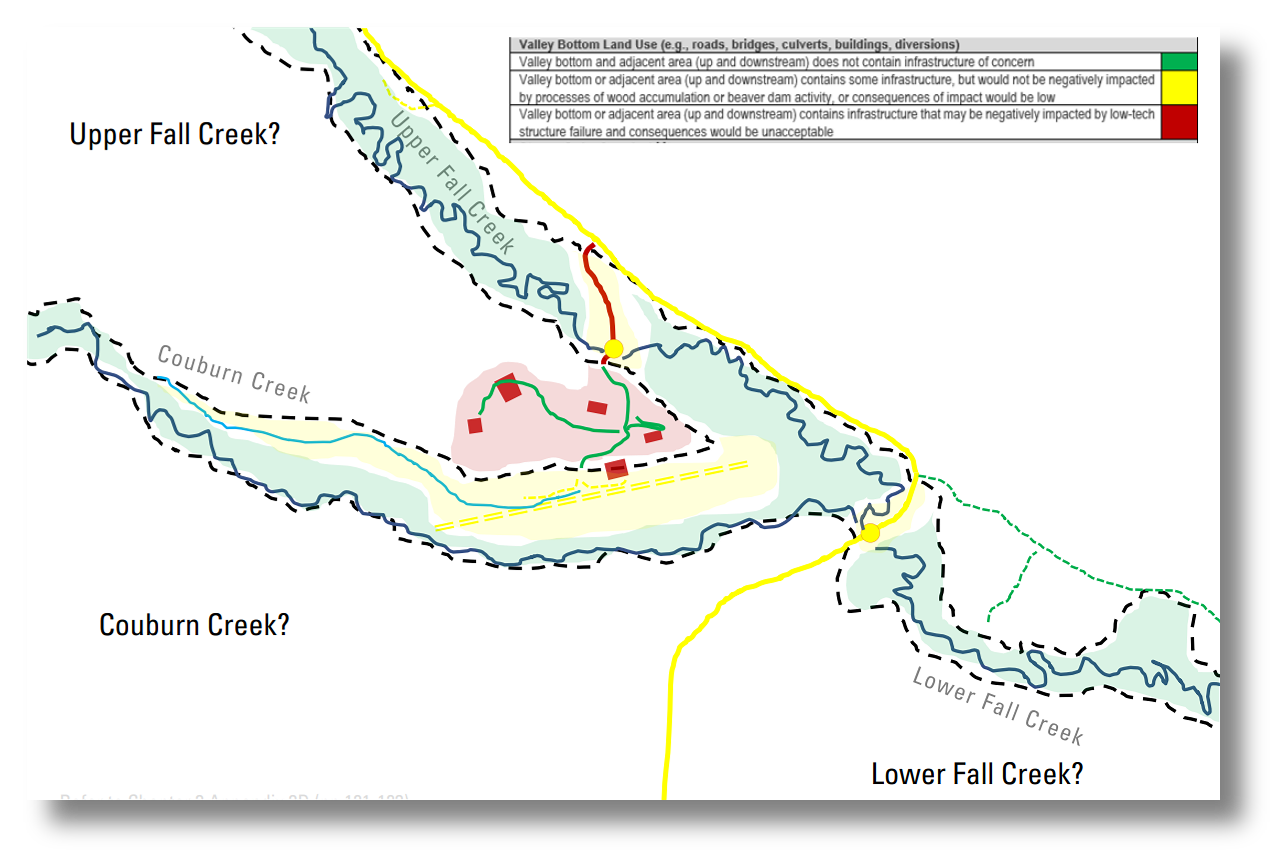 Valley Bottom Land Use (e.g., roads, bridges, culverts, buildings, diversions)
Valley bottom and adjacent area (up and downstream) does not contain infrastructure of concern
Valley bottom or adjacent area (up and downstream) contains some infrastructure, but would not be negatively impacted
by processes of wood accumulation or beaver dam activity, or consequences of impact would be low
Valley bottom or adjacent area (up and downstream) contains infrastructure that may be negatively impacted by low-tech
structure failure and consequences would be unacceptable
Upper Fall Creek?
Upper Fall Creek
Couburn Creek
Couburn Creek?
Lower Fall Creek
Lower Fall Creek?